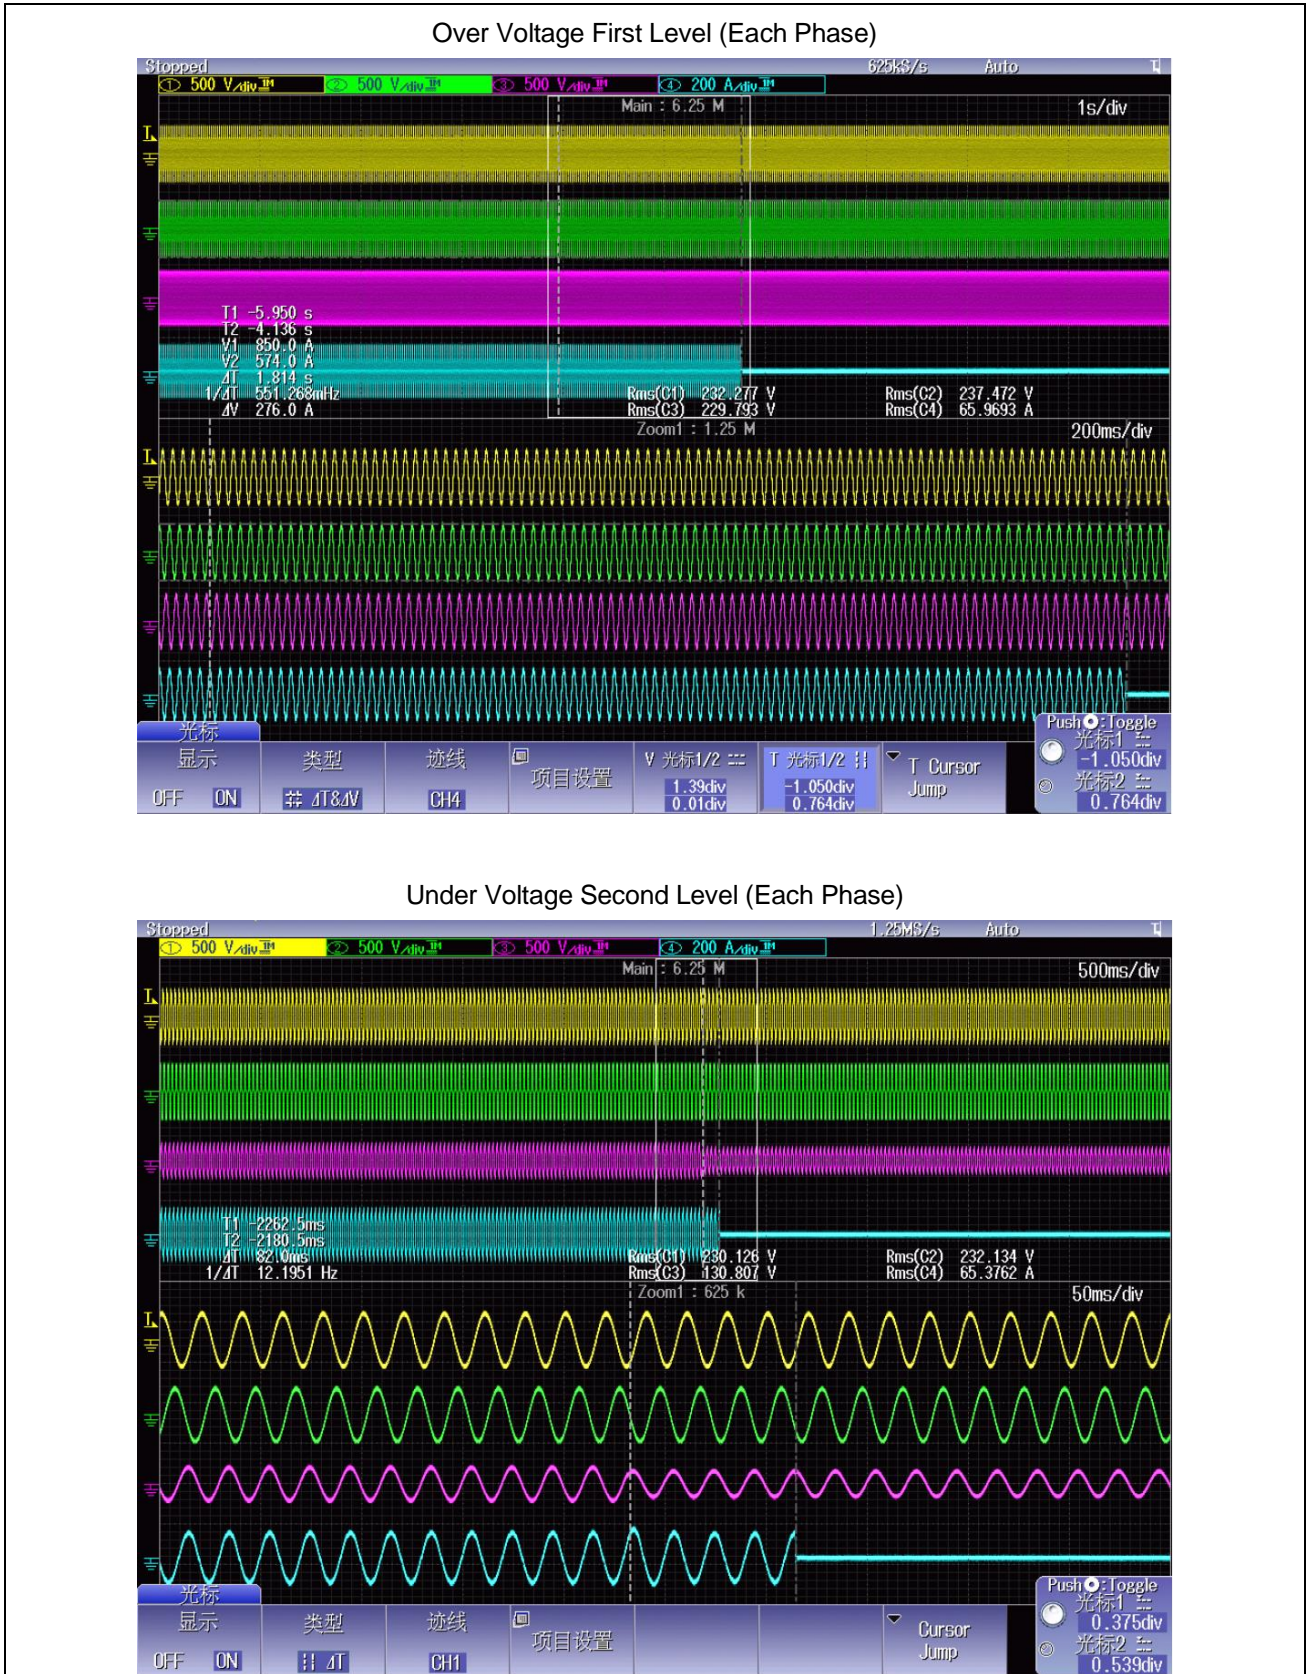 Over Voltage First Level (Each Phase)
Stopped 625kS/s Auto
① 500 V/div ② 500 V/div ③ 500 V/div ④ 200 A/div
Main : 6.25 M 1s/div
T1 -5.950 s
T2 -4.136 s
V1 850.0 A
V2 574.0 A
ΔT 1.814 s
1/ΔT 551.268mHz Rms(C1) 232.277 V Rms(C2) 237.472 V
ΔV 276.0 A Rms(C3) 229.793 V Rms(C4) 65.9693 A
Zoom1 : 1.25 M 200ms/div
光标
显示 类型 迹线 项目设置 V 光标1/2 T 光标1/2 T Cursor Jump
OFF ON ΔT&ΔV CH4
1.39div -1.050div
0.01div 0.764div
Push:Toggle
光标1
-1.050div
光标2
0.764div
Under Voltage Second Level (Each Phase)
Stopped 1.25MS/s Auto
① 500 V/div ② 500 V/div ③ 500 V/div ④ 200 A/div
Main : 6.25 M 500ms/div
T1 -2262.5ms
T2 -2180.5ms
ΔT 82.0ms Rms(C1) 230.126 V Rms(C2) 232.134 V
1/ΔT 12.1951 Hz Rms(C3) 130.807 V Rms(C4) 65.3762 A
Zoom1 : 625 k 50ms/div
光标
显示 类型 迹线 项目设置 Cursor Jump
OFF ON ΔT CH1
Push:Toggle
光标1
0.375div
光标2
0.539div